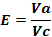 E = Va / Vc